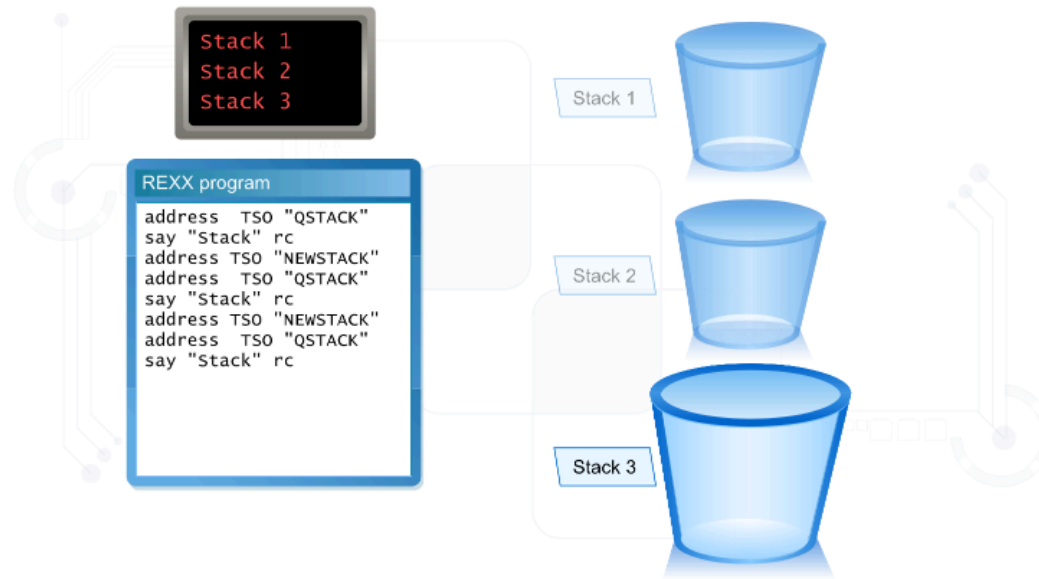 Stack 1
Stack 2
Stack 3
REXX program
address  TSO "QSTACK"
say "Stack" rc
address TSO "NEWSTACK"
address  TSO "QSTACK"
say "Stack" rc
address TSO "NEWSTACK"
address  TSO "QSTACK"
say "Stack" rc
Stack 1
Stack 2
Stack 3